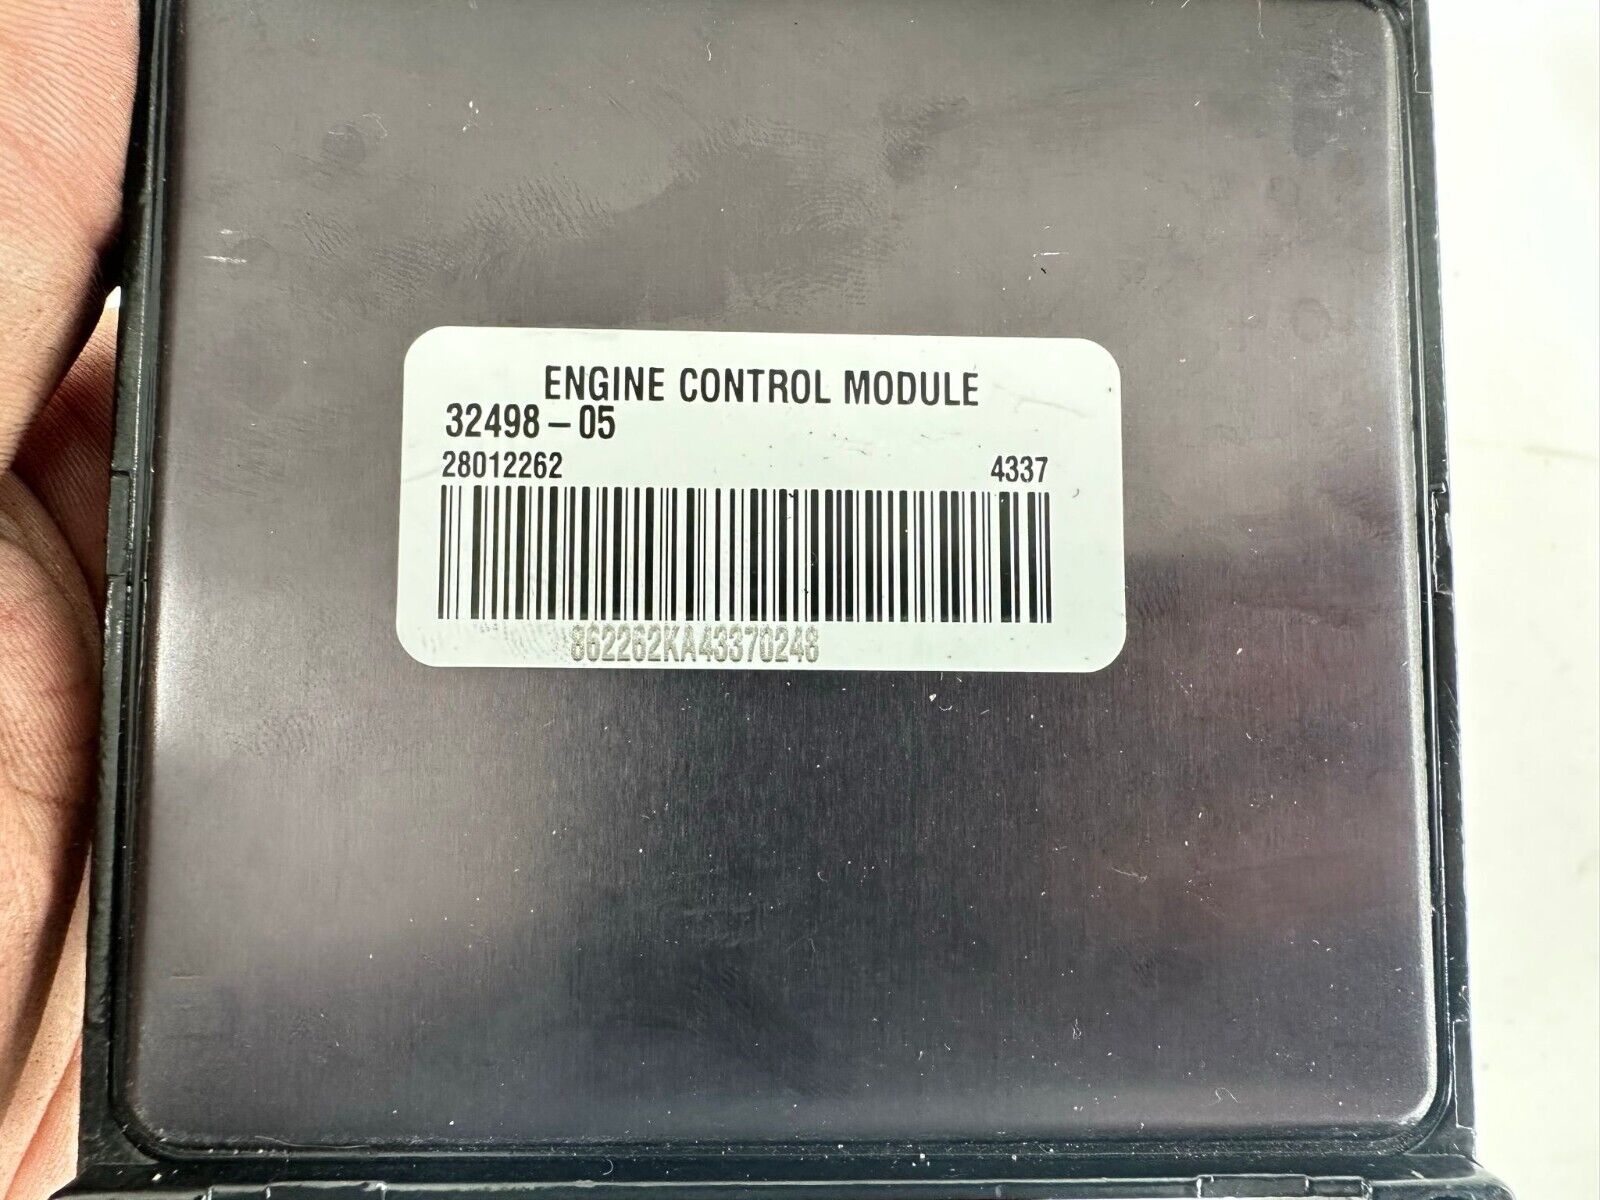 ENGINE CONTROL MODULE
32498-05
28012262 4337
862262KA43370248